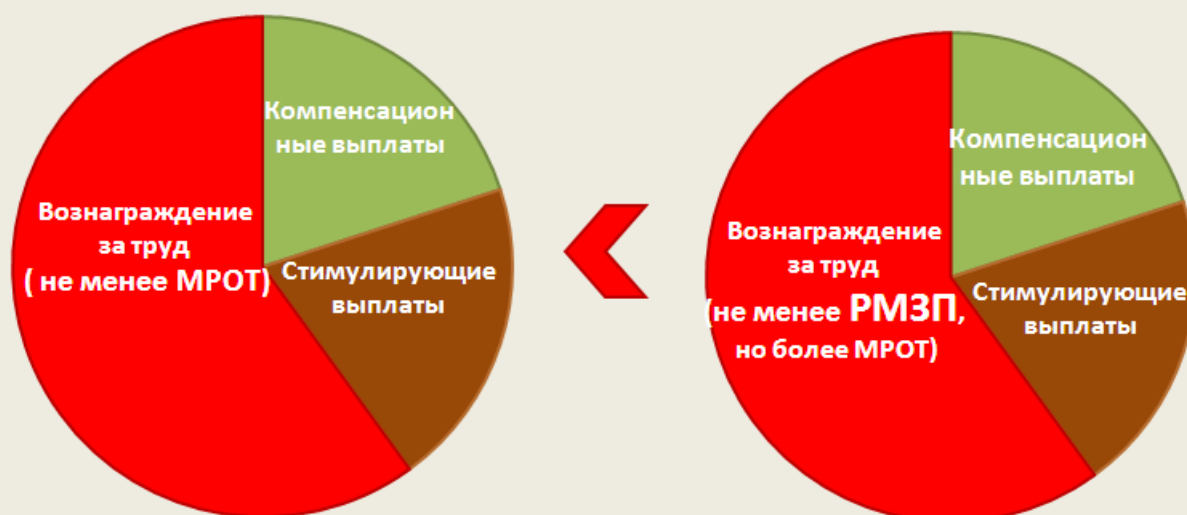 Компенсацион
ные выплаты
Вознаграждение
за труд
( не менее МРОТ)
Стимулирующие
выплаты
Компенсацион
ные выплаты
Вознаграждение
за труд
(не менее РМЗП,
но более МРОТ)
Стимулирующие
выплаты